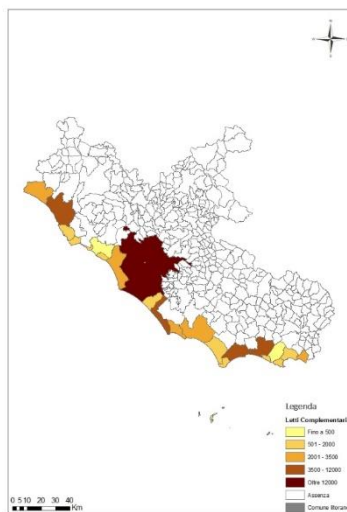 Legenda
Letti Complementari
Fino a 500
501 - 2000
2001 - 3500
3500 - 12000
Oltre 12000
Assenza
Comune litorano
0 5 10 20 30 40
Km